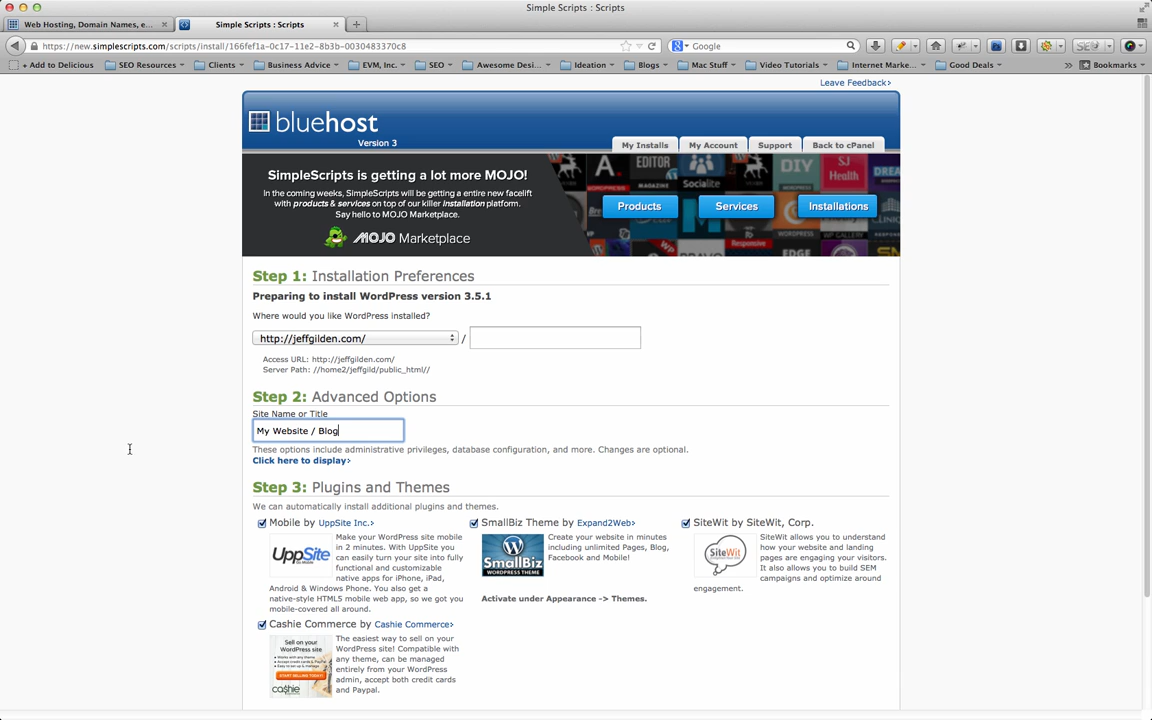 Simple Scripts : Scripts
Web Hosting, Domain Names, e...
Simple Scripts : Scripts
https://new.simplescripts.com/scripts/install/166fef1a-0c17-11e2-8b3b-0030483370c8
Google
+ Add to Delicious
SEO Resources
Clients
Business Advice
EVM, Inc.
SEO
Awesome Desi...
Ideation
Blogs
Mac Stuff
Video Tutorials
Internet Marke...
Good Deals
Bookmarks
Leave Feedback>
bluehost
Version 3
My Installs
My Account
Support
Back to cPanel
SimpleScripts is getting a lot more MOJO!
In the coming weeks, SimpleScripts will be getting a entire new facelift
with products & services on top of our killer installation platform.
Say hello to MOJO Marketplace.
MOJO Marketplace
EDITOR
MAGAZINE
Socialite
DIY
SJ
Health
DREA
Products
Services
Installations
Responsive
Step 1: Installation Preferences
Preparing to install WordPress version 3.5.1
Where would you like WordPress installed?
http://jeffgilden.com/
/
Access URL: http://jeffgilden.com/
Server Path: //home2/jeffgild/public_html//
Step 2: Advanced Options
Site Name or Title
My Website / Blog
These options include administrative privileges, database configuration, and more. Changes are optional.
Click here to display>
Step 3: Plugins and Themes
We can automatically install additional plugins and themes.
Mobile by UppSite Inc.>
UppSite
Make your WordPress site mobile
in 2 minutes. With UppSite you
can easily turn your site into fully
functional and customizable
native apps for iPhone, iPad,
Android & Windows Phone. You also get a
native-style HTML5 mobile web app, so we got you
mobile-covered all around.
SmallBiz Theme by Expand2Web>
SmallBiz
WORDPRESS THEME
Create your website in minutes
including unlimited Pages, Blog,
Facebook and Mobile!
Activate under Appearance -> Themes.
SiteWit by SiteWit, Corp.
SiteWit
SiteWit allows you to understand
how your website and landing
pages are engaging your visitors.
It also allows you to build SEM
campaigns and optimize around
engagement.
Cashie Commerce by Cashie Commerce>
Sell on your
WordPress site!
START SELLING TODAY!
cashie
The easiest way to sell on your
WordPress site! Compatible with
any theme, can be managed
entirely from your WordPress
admin, accept both credit cards
and Paypal.